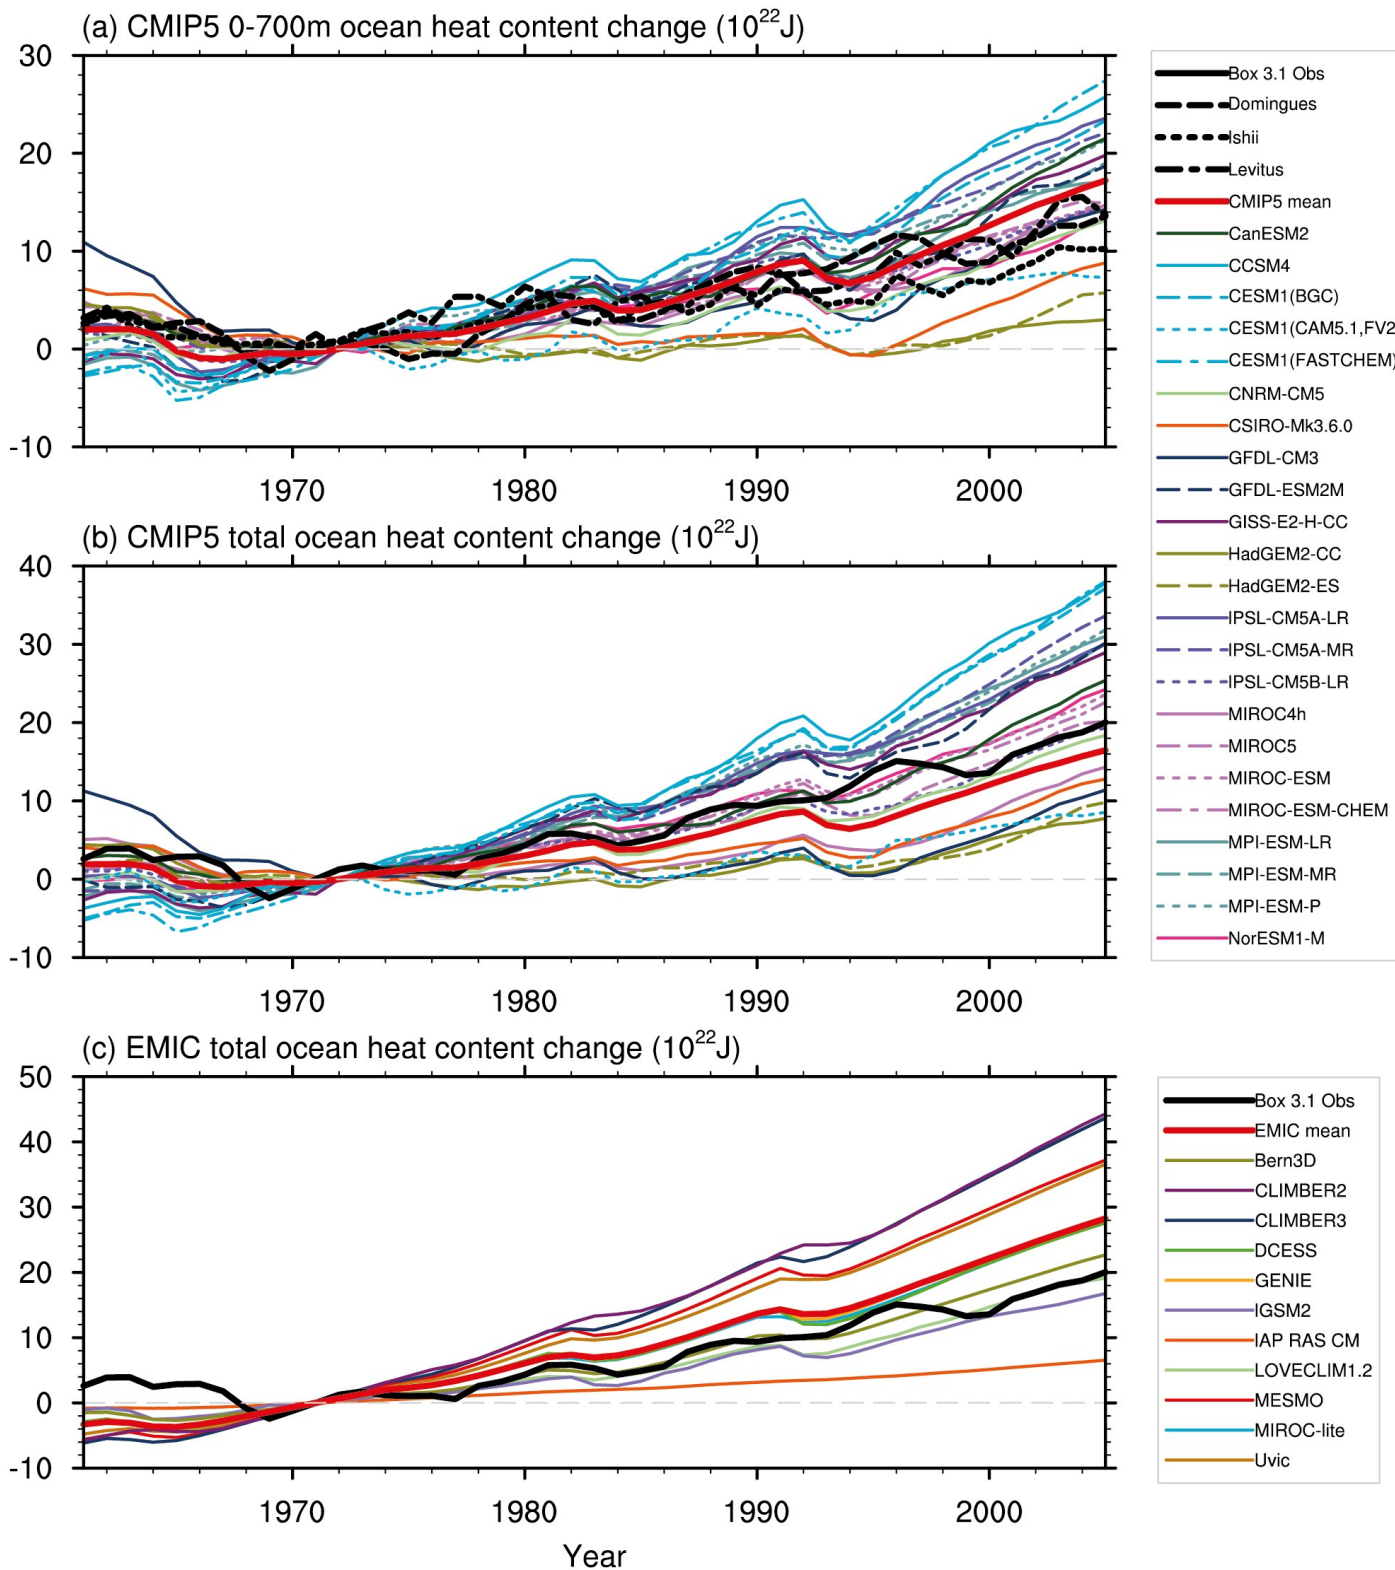 (a) CMIP5 0-700m ocean heat content change (10²²J)
30
20
10
0
-10
1970 1980 1990 2000
Box 3.1 Obs
Domingues
Ishii
Levitus
CMIP5 mean
CanESM2
CCSM4
CESM1(BGC)
CESM1(CAM5.1,FV2
CESM1(FASTCHEM)
CNRM-CM5
CSIRO-Mk3.6.0
GFDL-CM3
GFDL-ESM2M
GISS-E2-H-CC
HadGEM2-CC
HadGEM2-ES
IPSL-CM5A-LR
IPSL-CM5A-MR
IPSL-CM5B-LR
MIROC4h
MIROC5
MIROC-ESM
MIROC-ESM-CHEM
MPI-ESM-LR
MPI-ESM-MR
MPI-ESM-P
NorESM1-M
(b) CMIP5 total ocean heat content change (10²²J)
40
30
20
10
0
-10
1970 1980 1990 2000
(c) EMIC total ocean heat content change (10²²J)
50
40
30
20
10
0
-10
1970 1980 1990 2000
Year
Box 3.1 Obs
EMIC mean
Bern3D
CLIMBER2
CLIMBER3
DCESS
GENIE
IGSM2
IAP RAS CM
LOVECLIM1.2
MESMO
MIROC-lite
Uvic